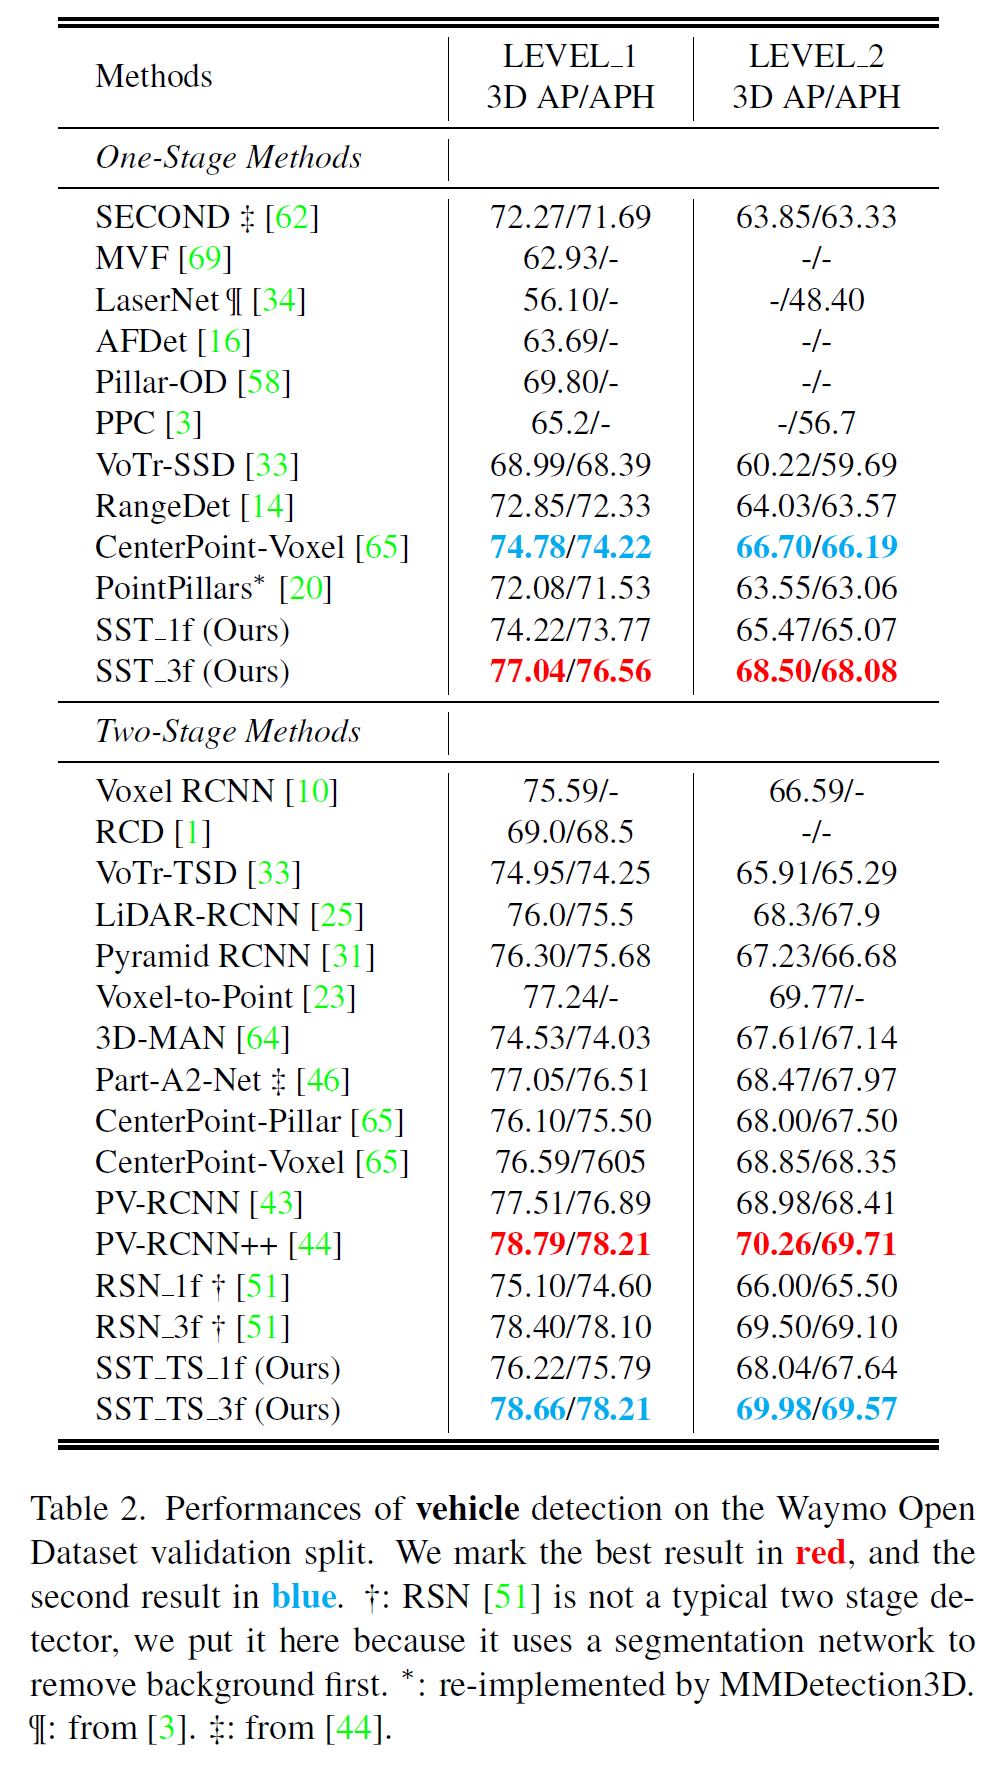 Methods LEVEL_1 LEVEL_2
3D AP/APH 3D AP/APH
One-Stage Methods
SECOND ‡ [62] 72.27/71.69 63.85/63.33
MVF [69] 62.93/- -/-
LaserNet ¶ [34] 56.10/- -/48.40
AFDet [16] 63.69/- -/-
Pillar-OD [58] 69.80/- -/-
PPC [3] 65.2/- -/56.7
VoTr-SSD [33] 68.99/68.39 60.22/59.69
RangeDet [14] 72.85/72.33 64.03/63.57
CenterPoint-Voxel [65] 74.78/74.22 66.70/66.19
PointPillars* [20] 72.08/71.53 63.55/63.06
SST_1f (Ours) 74.22/73.77 65.47/65.07
SST_3f (Ours) 77.04/76.56 68.50/68.08
Two-Stage Methods
Voxel RCNN [10] 75.59/- 66.59/-
RCD [1] 69.0/68.5 -/-
VoTr-TSD [33] 74.95/74.25 65.91/65.29
LiDAR-RCNN [25] 76.0/75.5 68.3/67.9
Pyramid RCNN [31] 76.30/75.68 67.23/66.68
Voxel-to-Point [23] 77.24/- 69.77/-
3D-MAN [64] 74.53/74.03 67.61/67.14
Part-A2-Net ‡ [46] 77.05/76.51 68.47/67.97
CenterPoint-Pillar [65] 76.10/75.50 68.00/67.50
CenterPoint-Voxel [65] 76.59/7605 68.85/68.35
PV-RCNN [43] 77.51/76.89 68.98/68.41
PV-RCNN++ [44] 78.79/78.21 70.26/69.71
RSN_1f † [51] 75.10/74.60 66.00/65.50
RSN_3f † [51] 78.40/78.10 69.50/69.10
SST_TS_1f (Ours) 76.22/75.79 68.04/67.64
SST_TS_3f (Ours) 78.66/78.21 69.98/69.57
Table 2. Performances of vehicle detection on the Waymo Open
Dataset validation split. We mark the best result in red, and the
second result in blue. †: RSN [51] is not a typical two stage de-
tector, we put it here because it uses a segmentation network to
remove background first. *: re-implemented by MMDetection3D.
¶: from [3]. ‡: from [44].